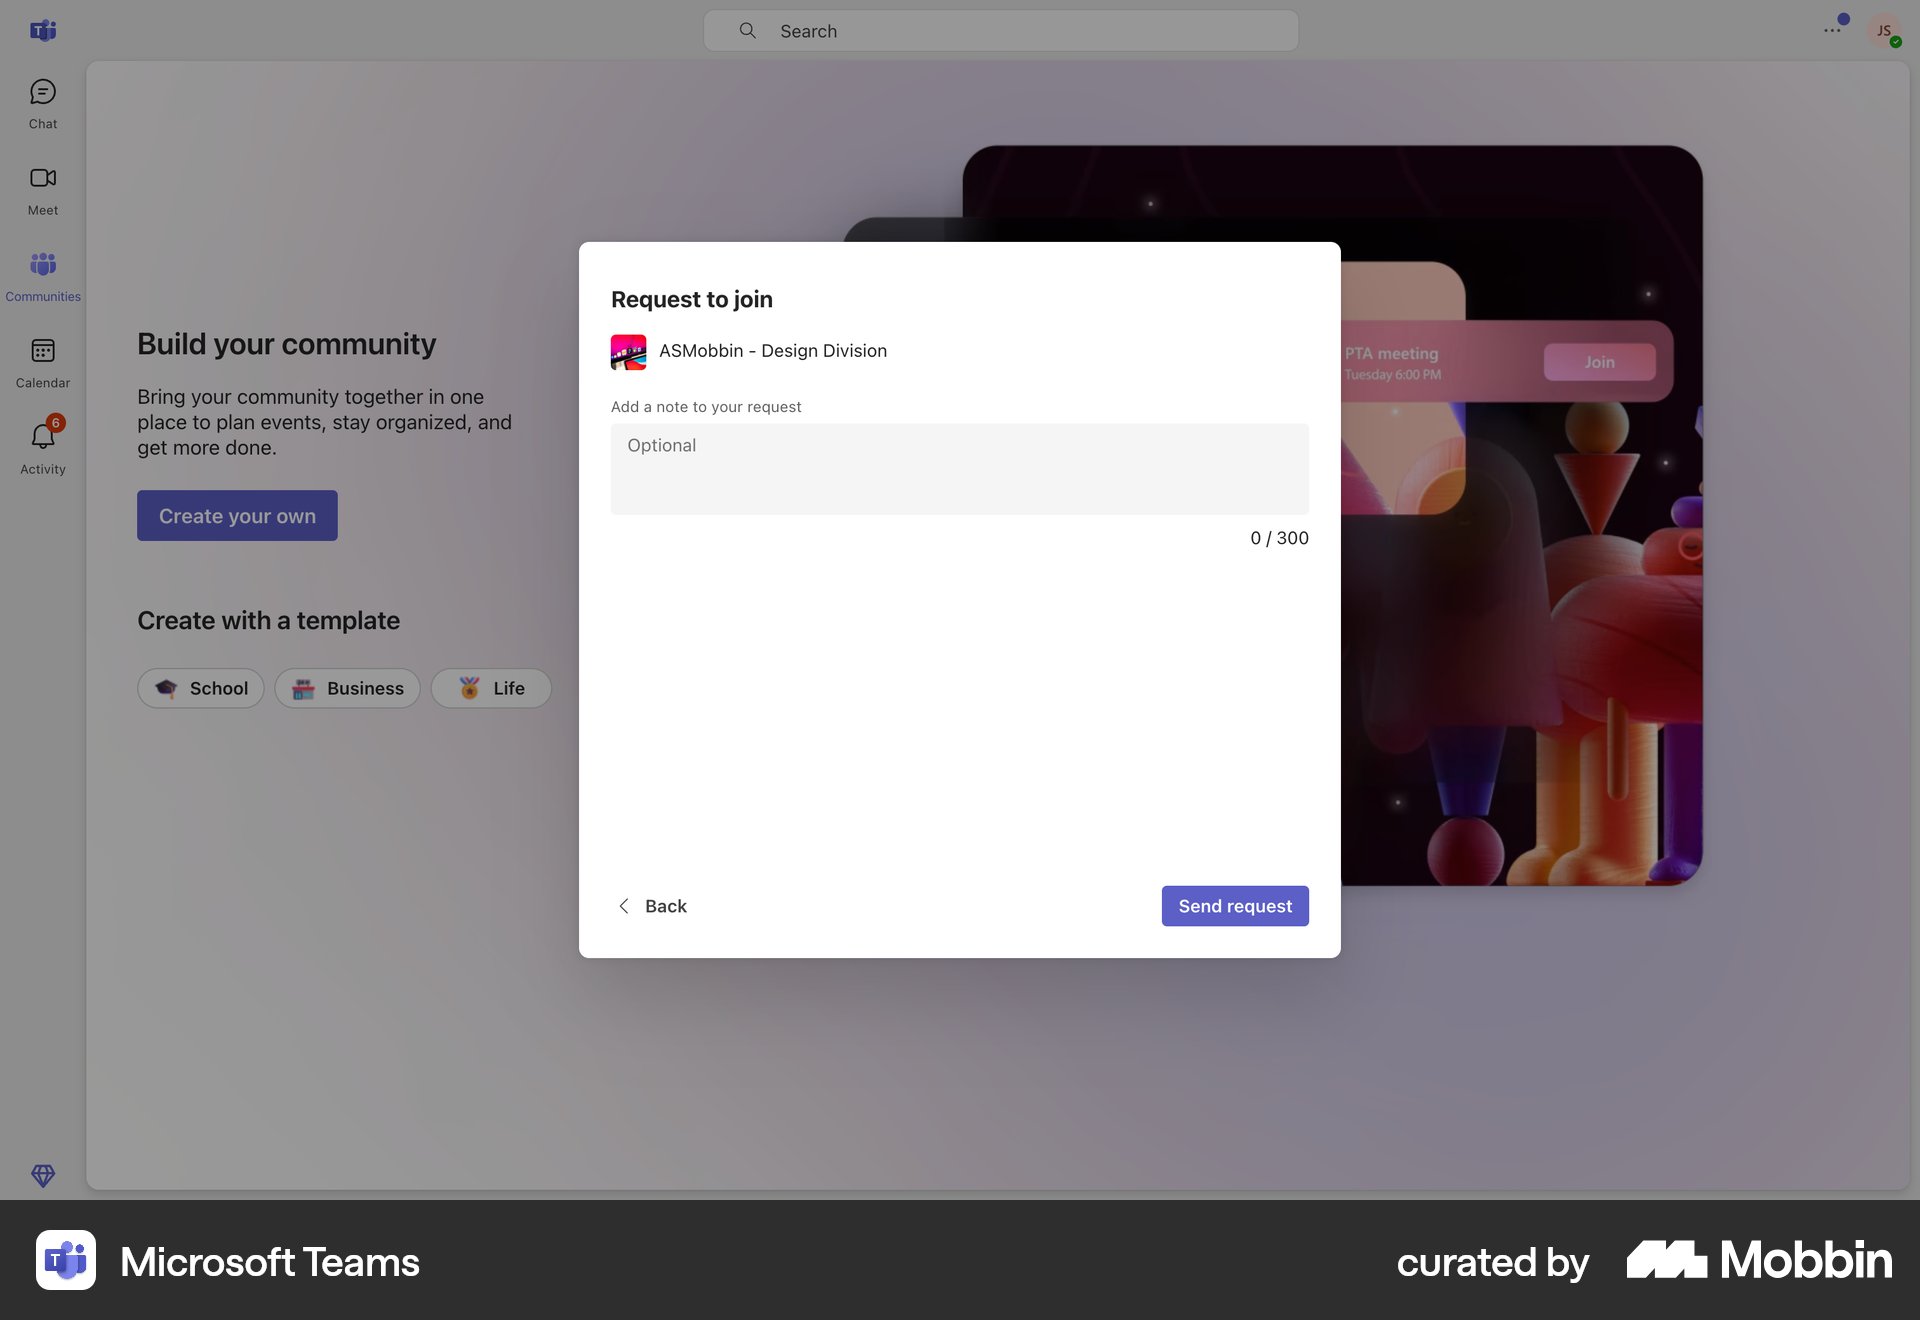 Search
JS
Chat
Meet
Communities
Calendar
6
Activity
Build your community
Bring your community together in one
place to plan events, stay organized, and
get more done.
Create your own
Create with a template
School
Business
Life
Request to join
ASMobbin - Design Division
Add a note to your request
Optional
0 / 300
Back
Send request
PTA meeting
Tuesday 6:00 PM
Join
Microsoft Teams
curated by
Mobbin